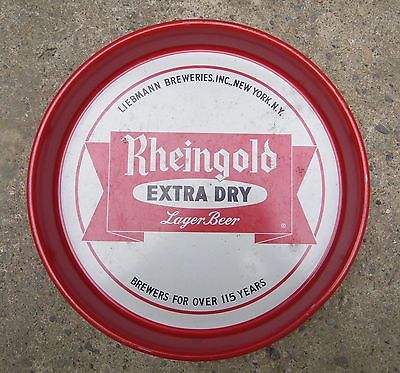 LIEBMANN BREWERIES, INC., NEW YORK, N.Y.
Rheingold
EXTRA DRY
Lager Beer
®
BREWERS FOR OVER 115 YEARS